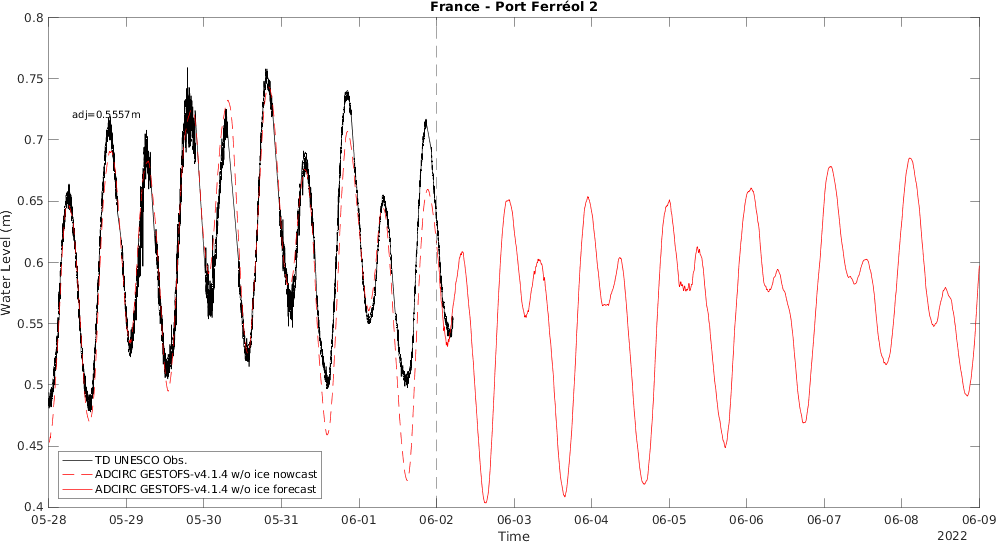 France - Port Ferréol 2
Water Level (m)
0.8
0.75
0.7
0.65
0.6
0.55
0.5
0.45
0.4
adj=0.5557m
TD UNESCO Obs.
ADCIRC GESTOFS-v4.1.4 w/o ice nowcast
ADCIRC GESTOFS-v4.1.4 w/o ice forecast
05-28 05-29 05-30 05-31 06-01 06-02 06-03 06-04 06-05 06-06 06-07 06-08 06-09
Time
2022